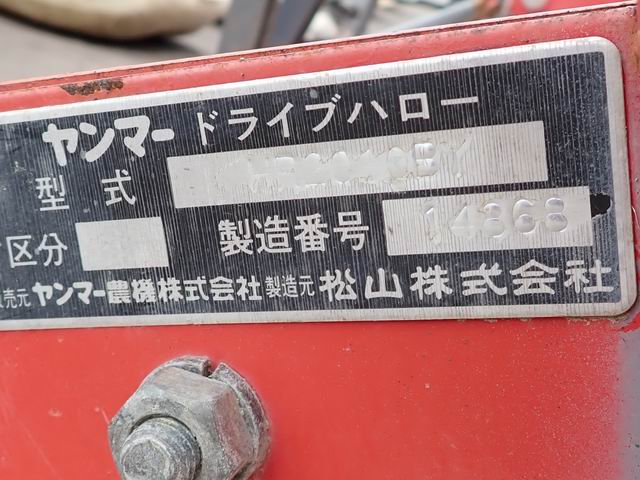 ヤンマー ドライブハロー
型式
区分 製造番号 14868
売元 ヤンマー農機株式会社 製造元 松山株式会社